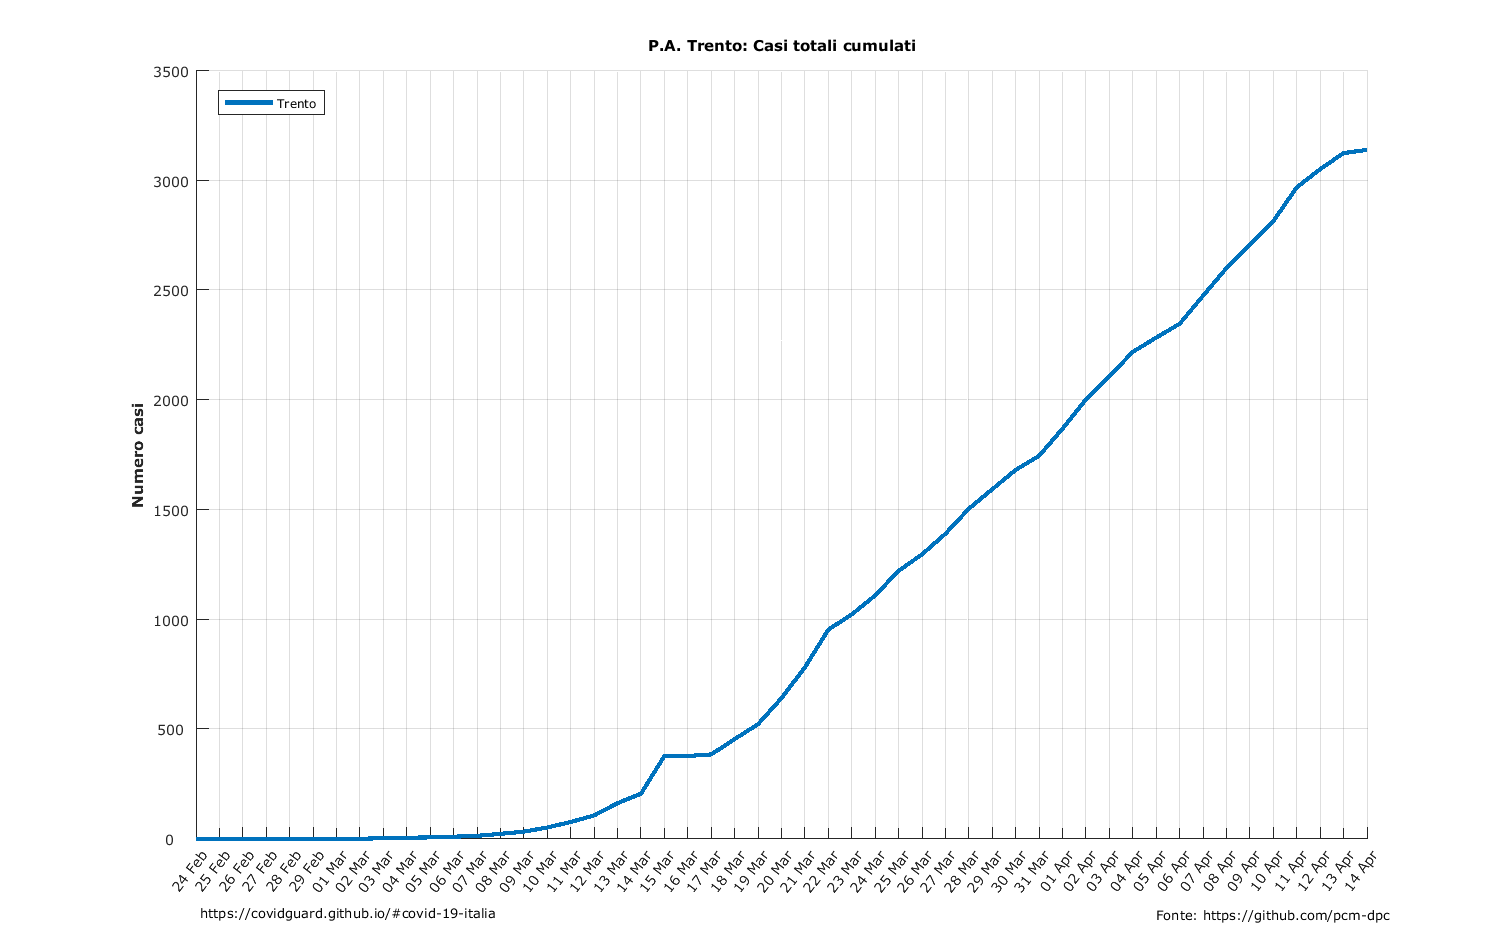 P.A. Trento: Casi totali cumulati
Trento
Numero casi
3500
3000
2500
2000
1500
1000
500
0
24 Feb
25 Feb
26 Feb
27 Feb
28 Feb
29 Feb
01 Mar
02 Mar
03 Mar
04 Mar
05 Mar
06 Mar
07 Mar
08 Mar
09 Mar
10 Mar
11 Mar
12 Mar
13 Mar
14 Mar
15 Mar
16 Mar
17 Mar
18 Mar
19 Mar
20 Mar
21 Mar
22 Mar
23 Mar
24 Mar
25 Mar
26 Mar
27 Mar
28 Mar
29 Mar
30 Mar
31 Mar
01 Apr
02 Apr
03 Apr
04 Apr
05 Apr
06 Apr
07 Apr
08 Apr
09 Apr
10 Apr
11 Apr
12 Apr
13 Apr
14 Apr
https://covidguard.github.io/#covid-19-italia
Fonte: https://github.com/pcm-dpc